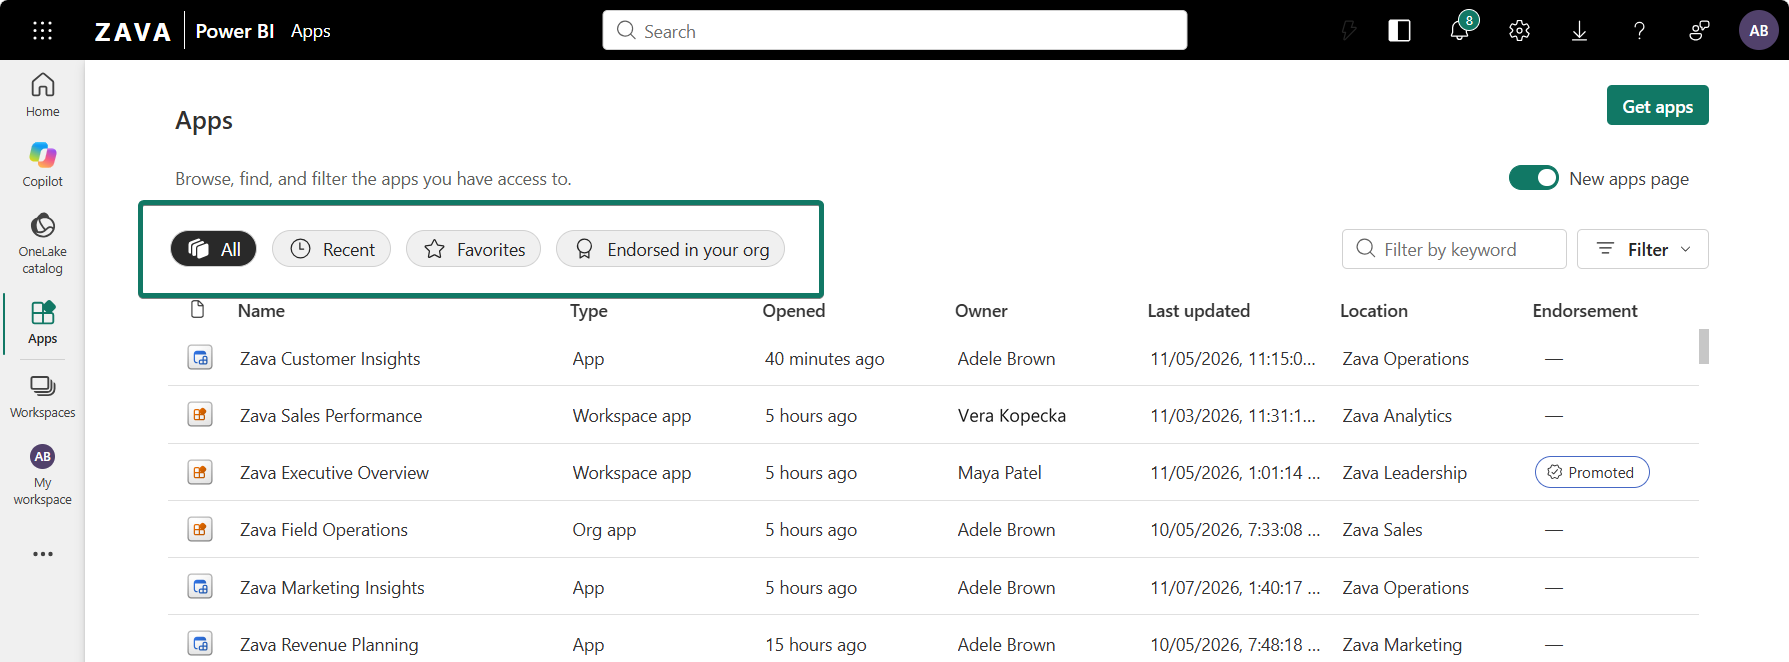 ZAVA Power BI Apps Search 8 AB
Home
Copilot
OneLake
catalog
Apps
Workspaces
AB
My
workspace
Apps
Get apps
Browse, find, and filter the apps you have access to.
New apps page
All Recent Favorites Endorsed in your org
Filter by keyword Filter
Name Type Opened Owner Last updated Location Endorsement
Zava Customer Insights App 40 minutes ago Adele Brown 11/05/2026, 11:15:0... Zava Operations —
Zava Sales Performance Workspace app 5 hours ago Vera Kopecka 11/03/2026, 11:31:1... Zava Analytics —
Zava Executive Overview Workspace app 5 hours ago Maya Patel 11/05/2026, 1:01:14 ... Zava Leadership Promoted
Zava Field Operations Org app 5 hours ago Adele Brown 10/05/2026, 7:33:08 ... Zava Sales —
Zava Marketing Insights App 5 hours ago Adele Brown 11/07/2026, 1:40:17 ... Zava Operations —
Zava Revenue Planning App 15 hours ago Adele Brown 10/05/2026, 7:48:18 ... Zava Marketing —